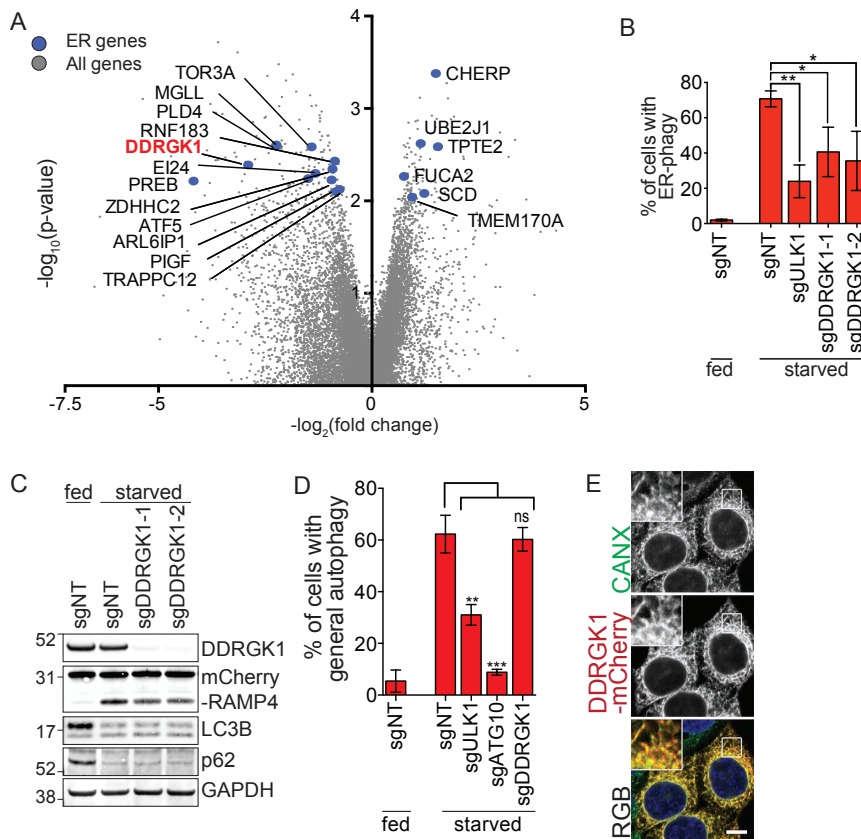 A
ER genes
All genes
TOR3A
MGLL
PLD4
RNF183
DDRGK1
EI24
PREB
ZDHHC2
ATF5
ARL6IP1
PIGF
TRAPPC12
CHERP
UBE2J1
TPTE2
FUCA2
SCD
TMEM170A
4
3
2
1
-log10(p-value)
-7.5
-5
0
5
-log2(fold change)
B
% of cells with
ER-phagy
80
60
40
20
0
*
*
**
sgNT
sgNT
sgULK1
sgDDRGK1-1
sgDDRGK1-2
fed
starved
C
fed
starved
sgNT
sgNT
sgDDRGK1-1
sgDDRGK1-2
52
DDRGK1
31
mCherry
-RAMP4
17
LC3B
52
p62
38
GAPDH
D
% of cells with
general autophagy
80
60
40
20
0
**
***
ns
sgNT
sgNT
sgULK1
sgATG10
sgDDRGK1
fed
starved
E
CANX
DDRGK1
-mCherry
RGB